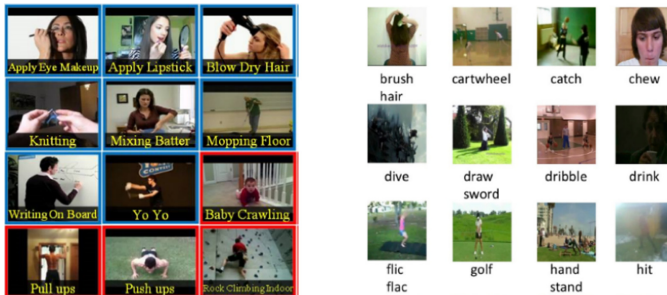 Apply Eye Makeup
Apply Lipstick
Blow Dry Hair
Knitting
Mixing Batter
Mopping Floor
Writing On Board
Yo Yo
Baby Crawling
Pull ups
Push ups
Rock Climbing Indoor
brush
hair
cartwheel
catch
chew
dive
draw
sword
dribble
drink
flic
flac
golf
hand
stand
hit